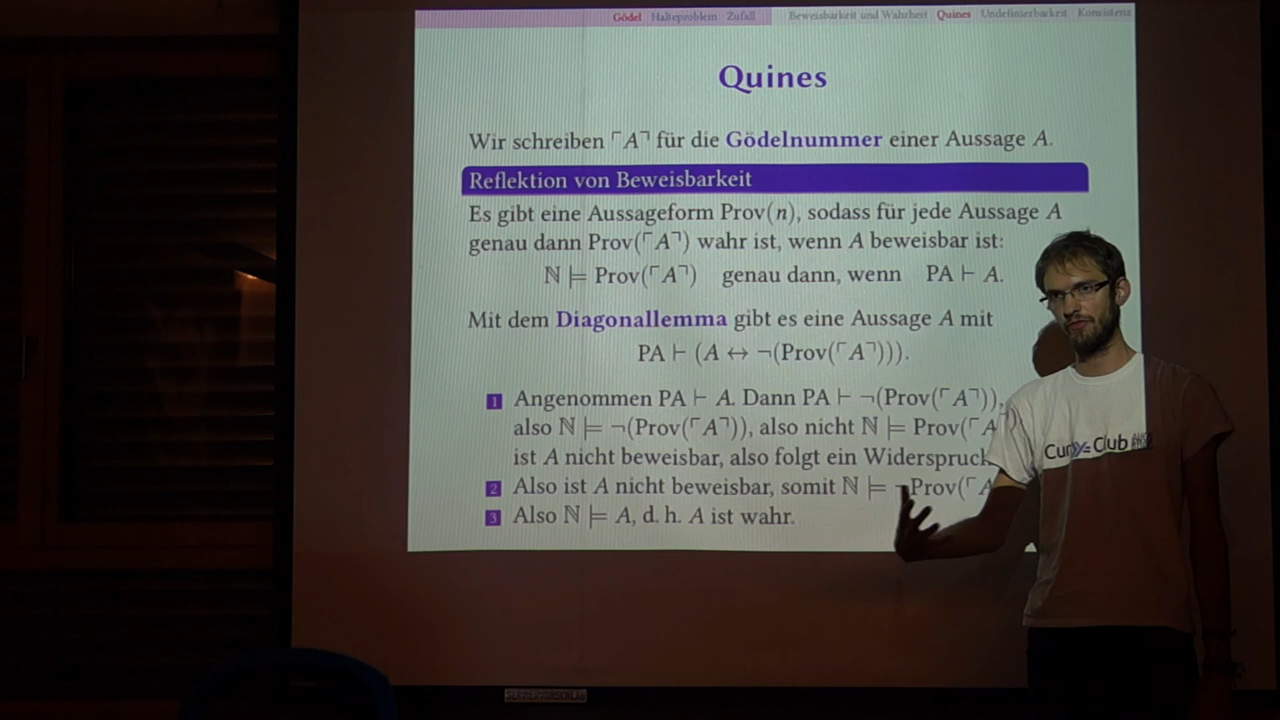 Gödel Halteproblem Zufall Beweisbarkeit und Wahrheit Quines Undefinierbarkeit Konsistenz
Quines
Wir schreiben ⌜A⌝ für die Gödelnummer einer Aussage A.
Reflektion von Beweisbarkeit
Es gibt eine Aussageform Prov(n), sodass für jede Aussage A
genau dann Prov(⌜A⌝) wahr ist, wenn A beweisbar ist:
ℕ ⊨ Prov(⌜A⌝) genau dann, wenn PA ⊢ A.
Mit dem Diagonallemma gibt es eine Aussage A mit
PA ⊢ (A ↔ ¬(Prov(⌜A⌝))).
1 Angenommen PA ⊢ A. Dann PA ⊢ ¬(Prov(⌜A⌝)),
also ℕ ⊨ ¬(Prov(⌜A⌝)), also nicht ℕ ⊨ Prov(⌜A⌝)
ist A nicht beweisbar, also folgt ein Widerspruch
2 Also ist A nicht beweisbar, somit ℕ ⊨ ¬Prov(⌜A
3 Also ℕ ⊨ A, d. h. A ist wahr.
Club